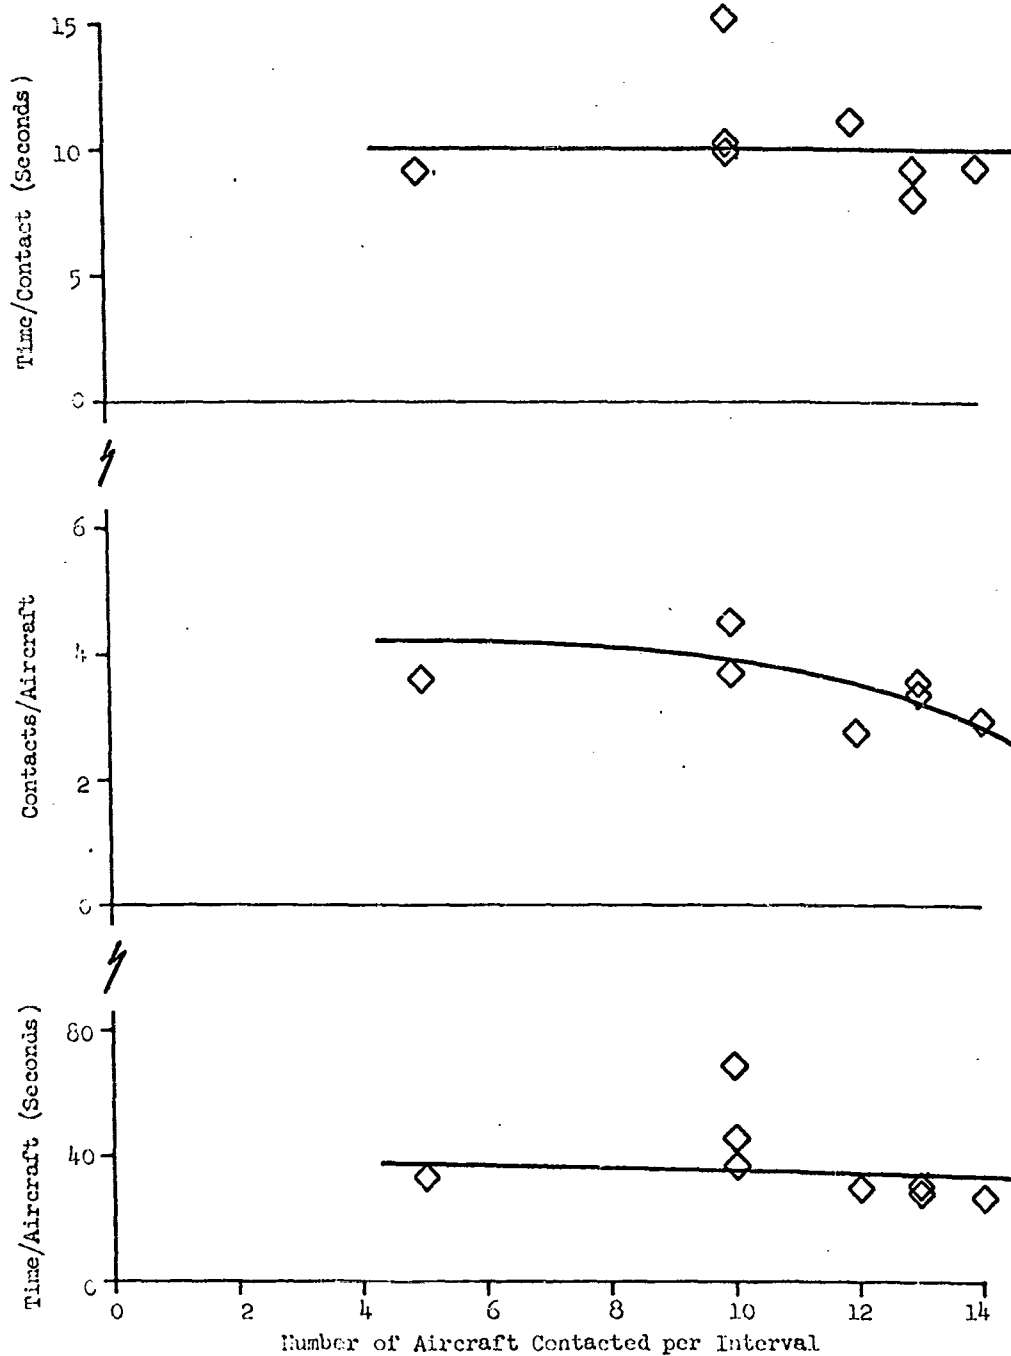 15
10
5
0
Time/Contact (Seconds)
6
4
2
0
Contacts/Aircraft
80
40
0
Time/Aircraft (Seconds)
0 2 4 6 8 10 12 14
Number of Aircraft Contacted per Interval